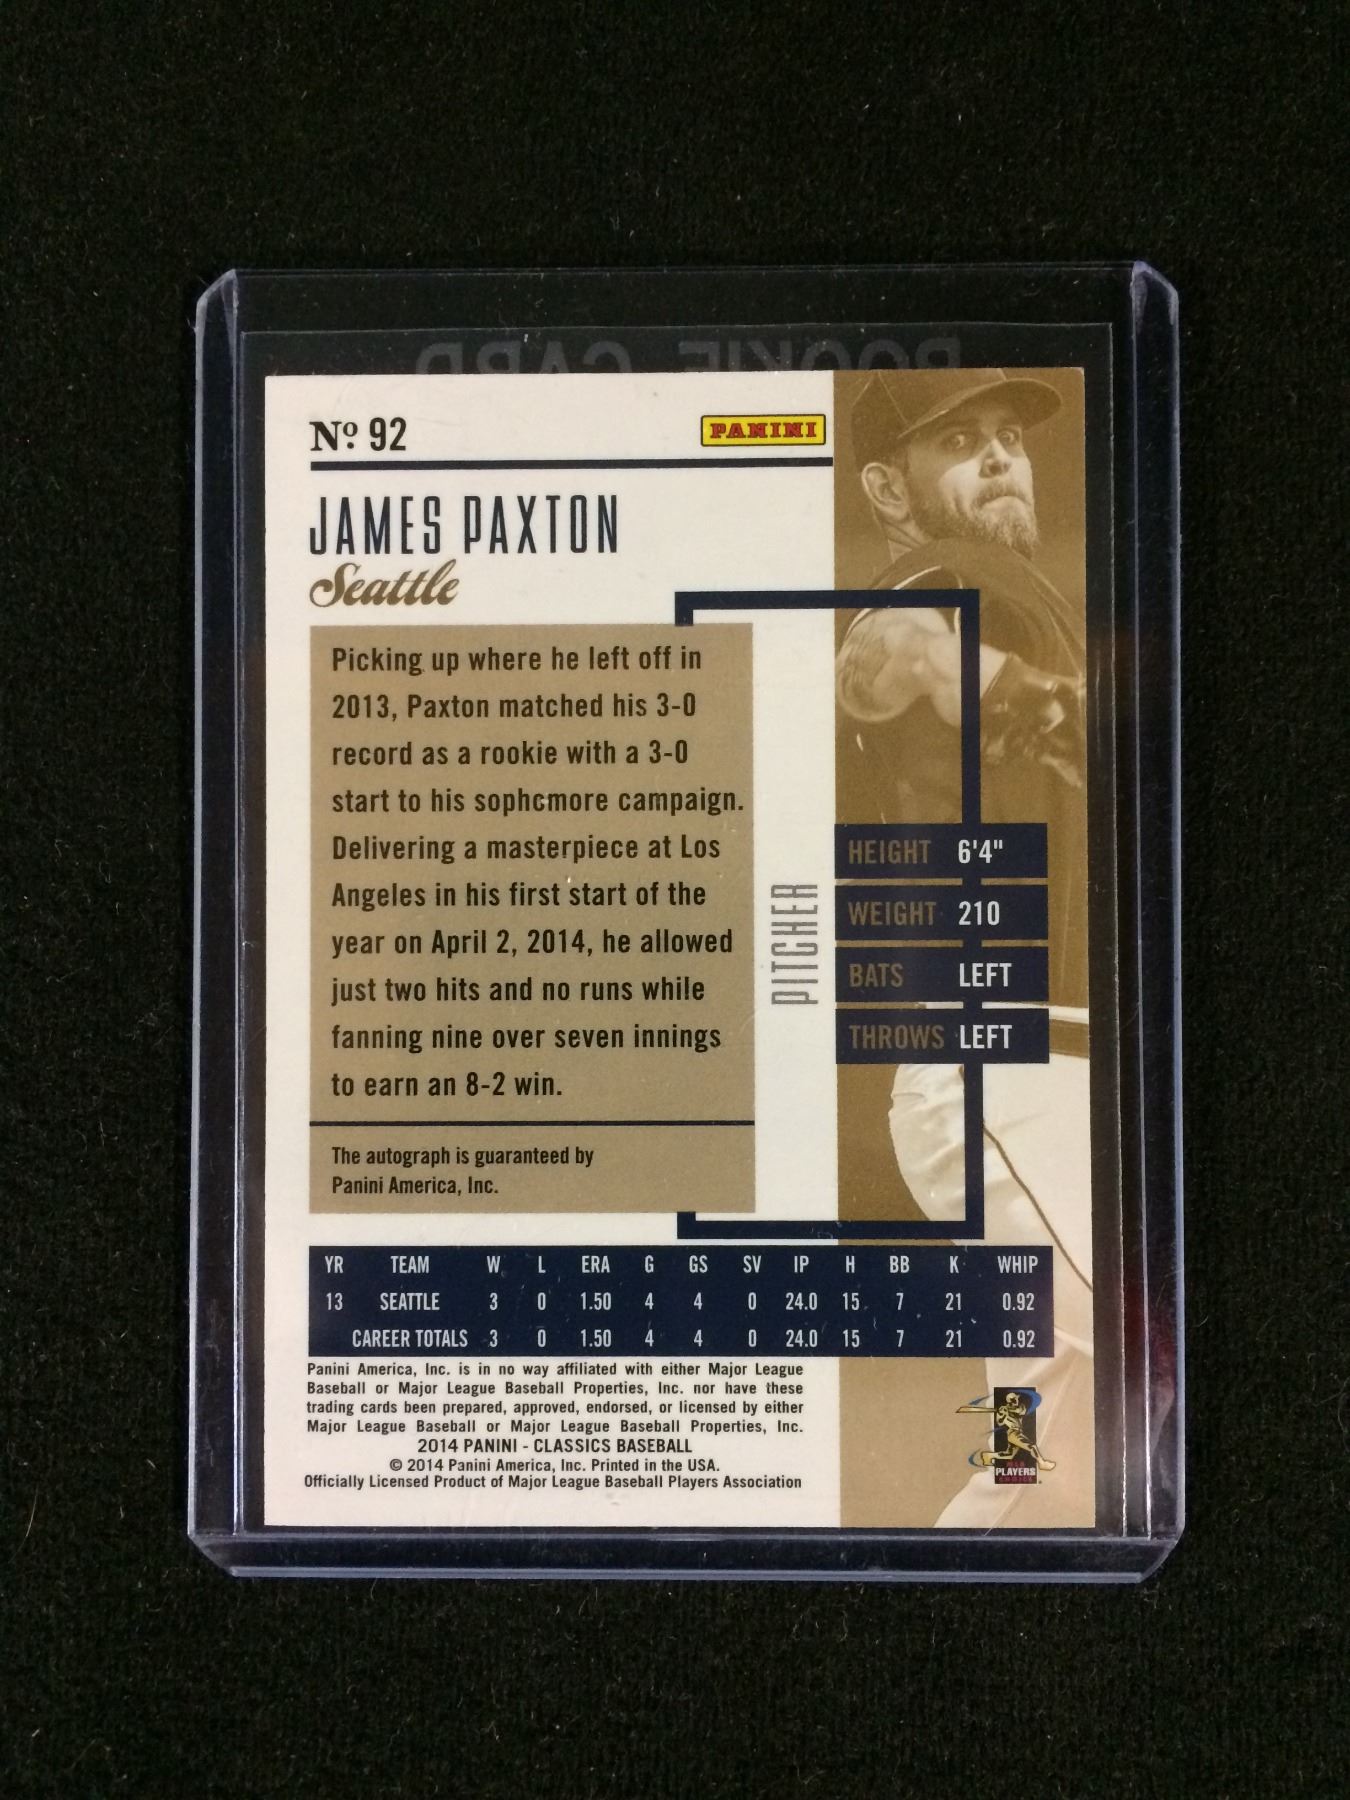 ROOKIE CARD
Nº 92
PANINI
JAMES PAXTON
Seattle
Picking up where he left off in
2013, Paxton matched his 3-0
record as a rookie with a 3-0
start to his sophomore campaign.
Delivering a masterpiece at Los
Angeles in his first start of the
year on April 2, 2014, he allowed
just two hits and no runs while
fanning nine over seven innings
to earn an 8-2 win.
The autograph is guaranteed by
Panini America, Inc.
PITCHER
HEIGHT 6'4"
WEIGHT 210
BATS LEFT
THROWS LEFT
YR TEAM W L ERA G GS SV IP H BB K WHIP
13 SEATTLE 3 0 1.50 4 4 0 24.0 15 7 21 0.92
CAREER TOTALS 3 0 1.50 4 4 0 24.0 15 7 21 0.92
Panini America, Inc. is in no way affiliated with either Major League
Baseball or Major League Baseball Properties, Inc. nor have these
trading cards been prepared, approved, endorsed, or licensed by either
Major League Baseball or Major League Baseball Properties, Inc.
2014 PANINI - CLASSICS BASEBALL
© 2014 Panini America, Inc. Printed in the USA.
Officially Licensed Product of Major League Baseball Players Association
MLB
PLAYERS
CHOICE